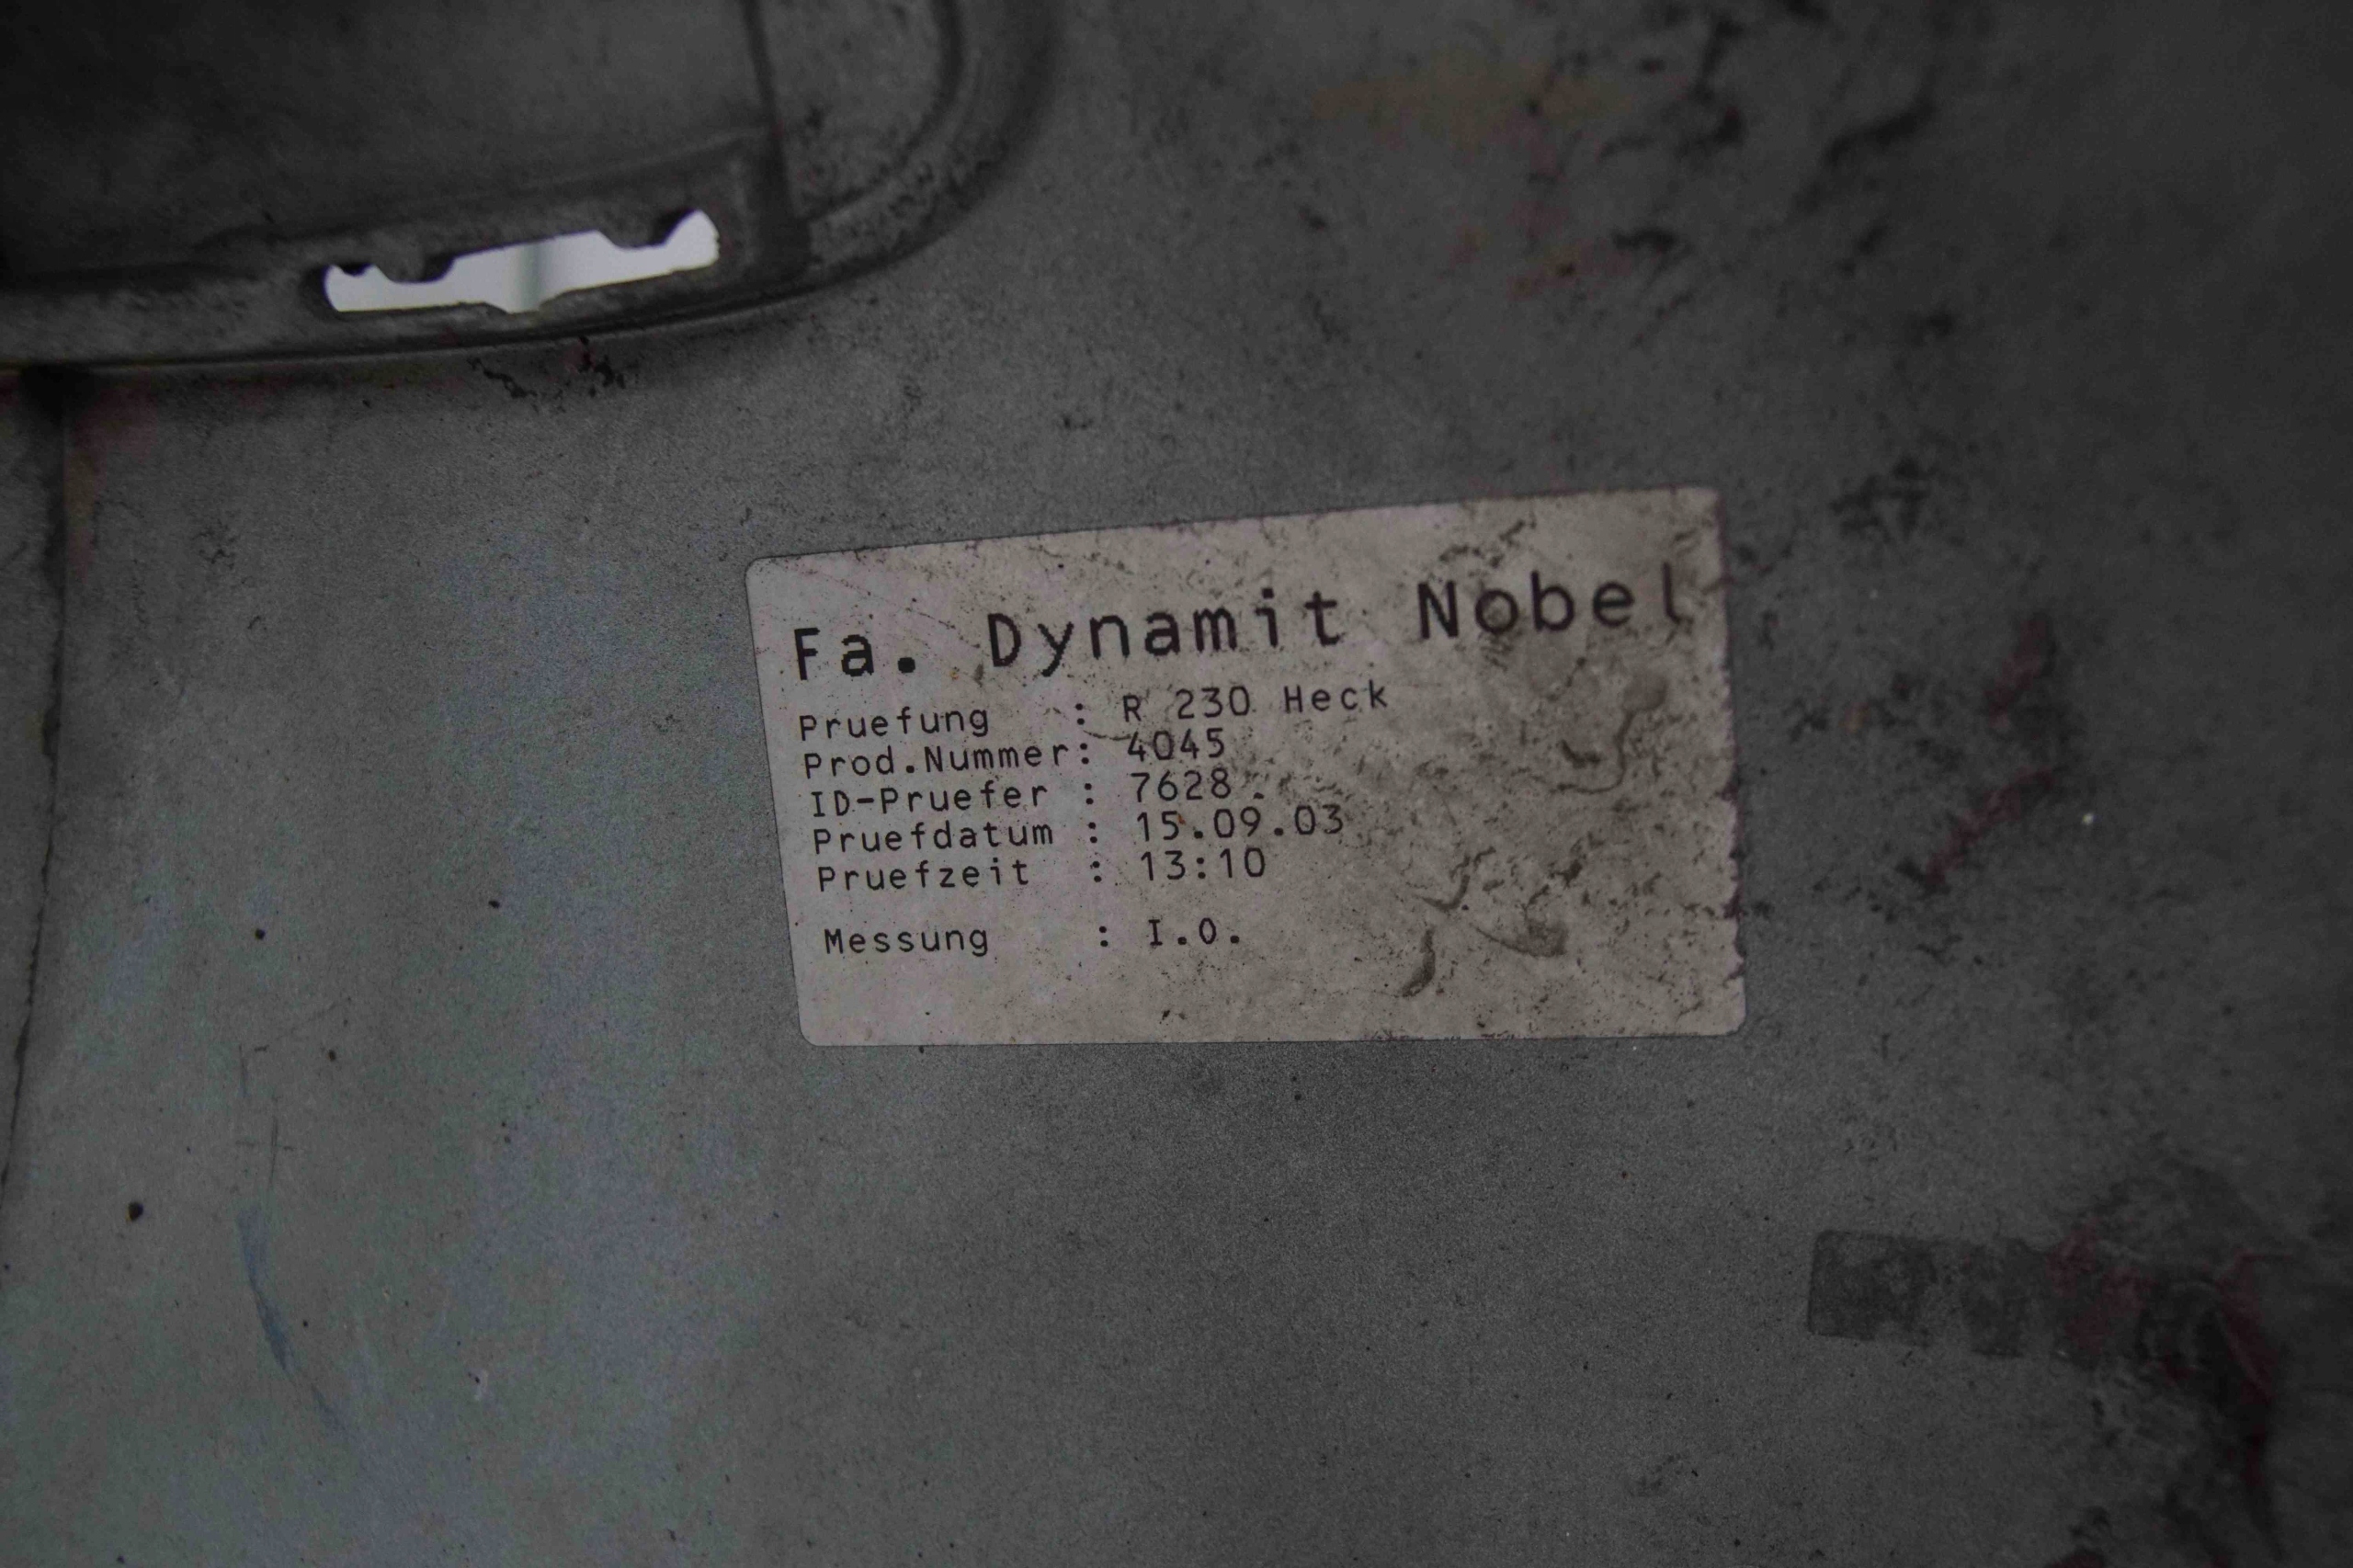 Fa. Dynamit Nobel
Pruefung : R 230 Heck
Prod.Nummer: 4045
ID-Pruefer : 7628
Pruefdatum : 15.09.03
Pruefzeit : 13:10
Messung : I.O.